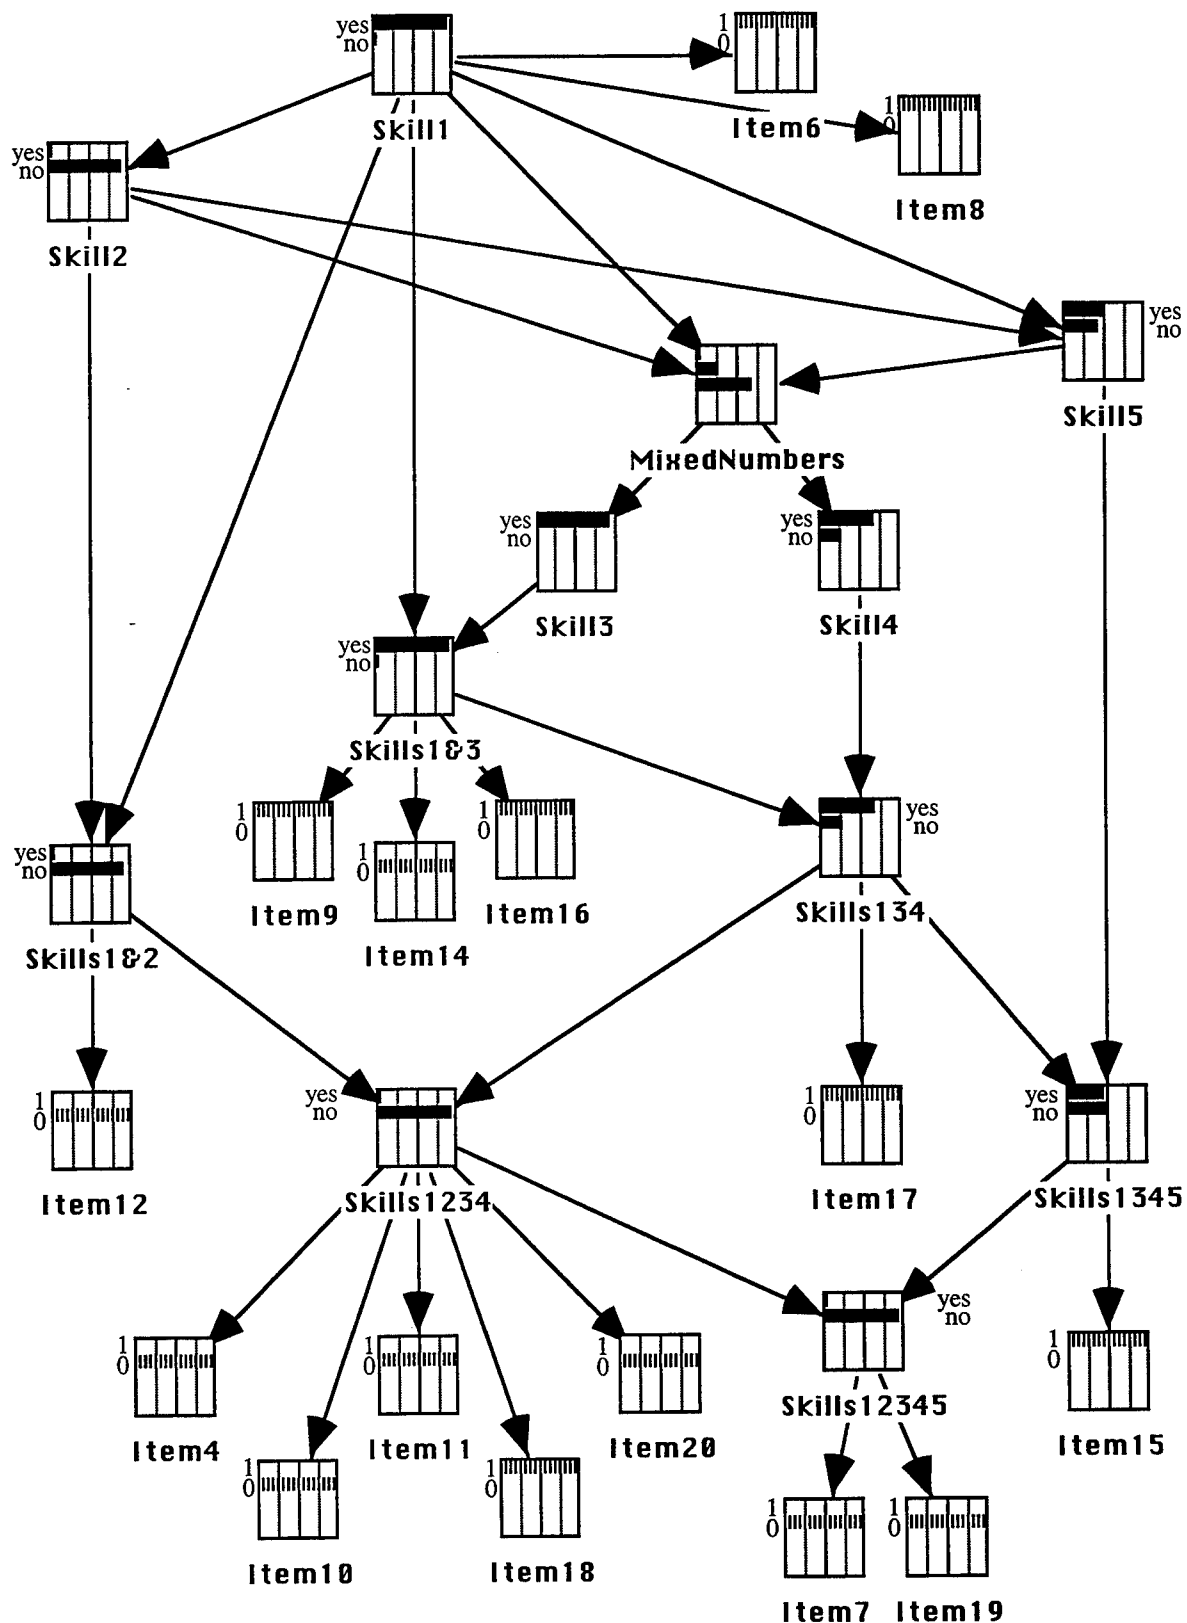 yes
no
Skill1
1
0
Item6
1
0
Item8
yes
no
Skill2
yes
no
Skill5
MixedNumbers
yes
no
Skill3
yes
no
Skill4
yes
no
Skills1&3
1
0
Item9
1
0
Item14
1
0
Item16
yes
no
Skills134
yes
no
Skills1&2
1
0
Item12
yes
no
Skills1234
1
0
Item17
yes
no
Skills1345
1
0
Item4
1
0
Item10
1
0
Item11
1
0
Item18
1
0
Item20
yes
no
Skills12345
1
0
Item15
1
0
Item7
1
0
Item19